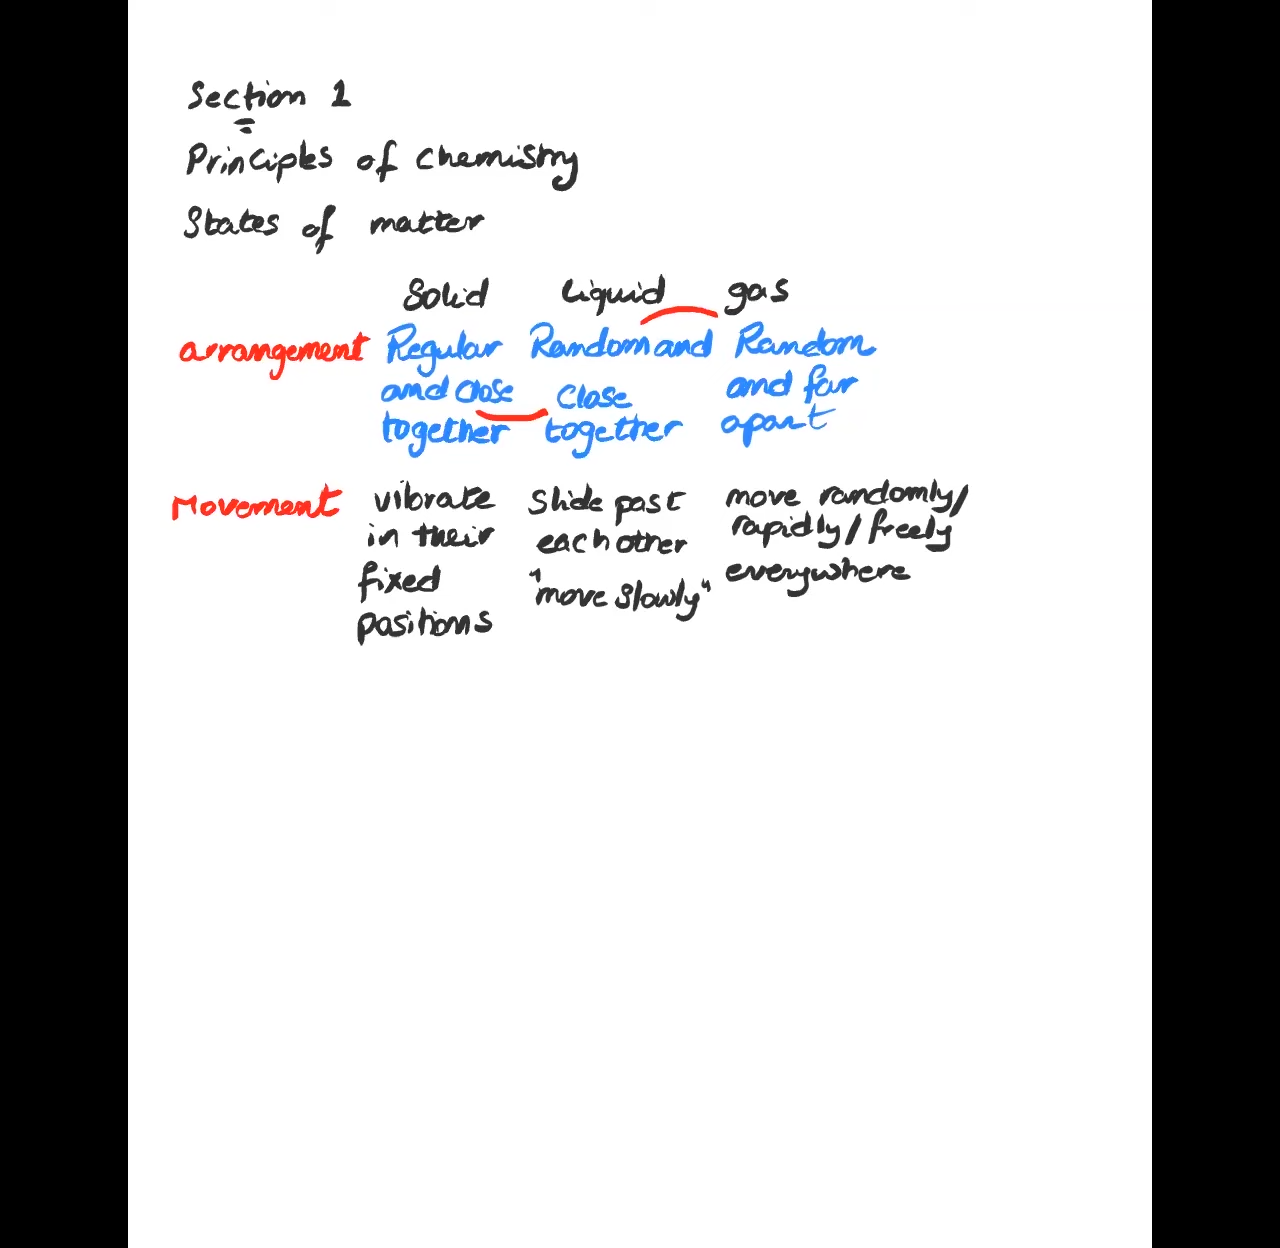 Section 1
Principles of chemistry
States of matter
Solid Liquid gas
arrangement Regular Random and Random
and close close and far
together together apart
Movement vibrate Slide past move randomly/
in their each other rapidly/freely
fixed "move slowly" everywhere
positions